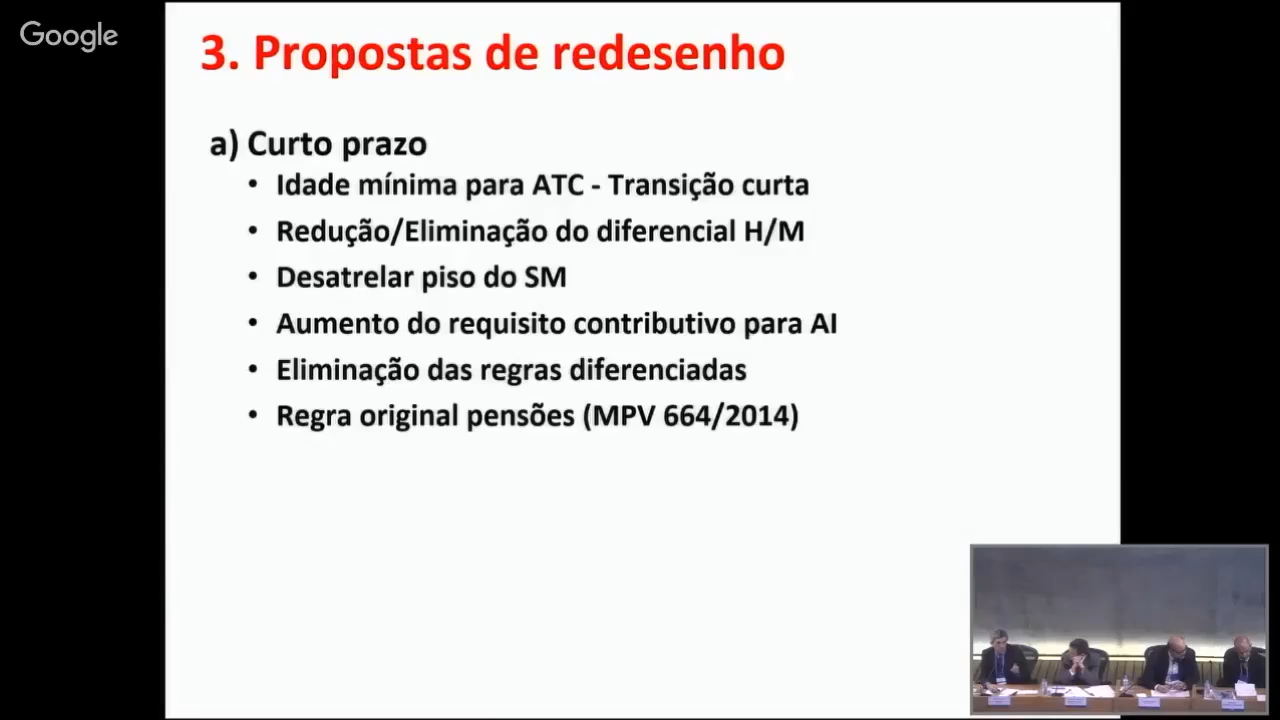 Google
3. Propostas de redesenho
a) Curto prazo
• Idade mínima para ATC - Transição curta
• Redução/Eliminação do diferencial H/M
• Desatrelar piso do SM
• Aumento do requisito contributivo para AI
• Eliminação das regras diferenciadas
• Regra original pensões (MPV 664/2014)